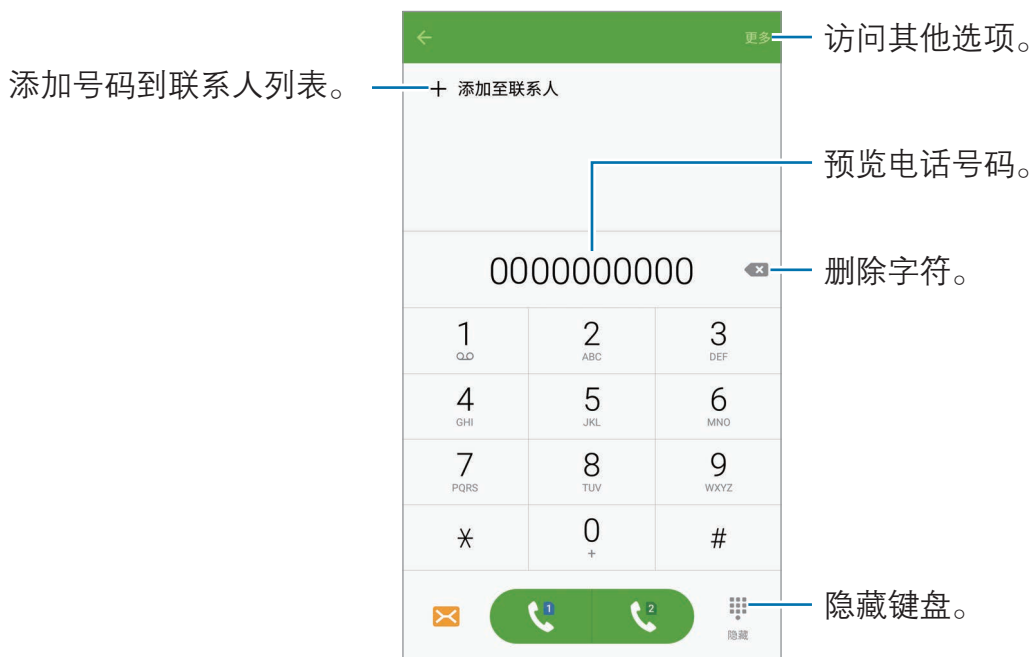 更多
访问其他选项。
添加号码到联系人列表。
添加至联系人
预览电话号码。
0000000000
删除字符。
1 2 3
ABC DEF
4 5 6
GHI JKL MNO
7 8 9
PQRS TUV WXYZ
* 0 #
+
1 2
隐藏键盘。
隐藏